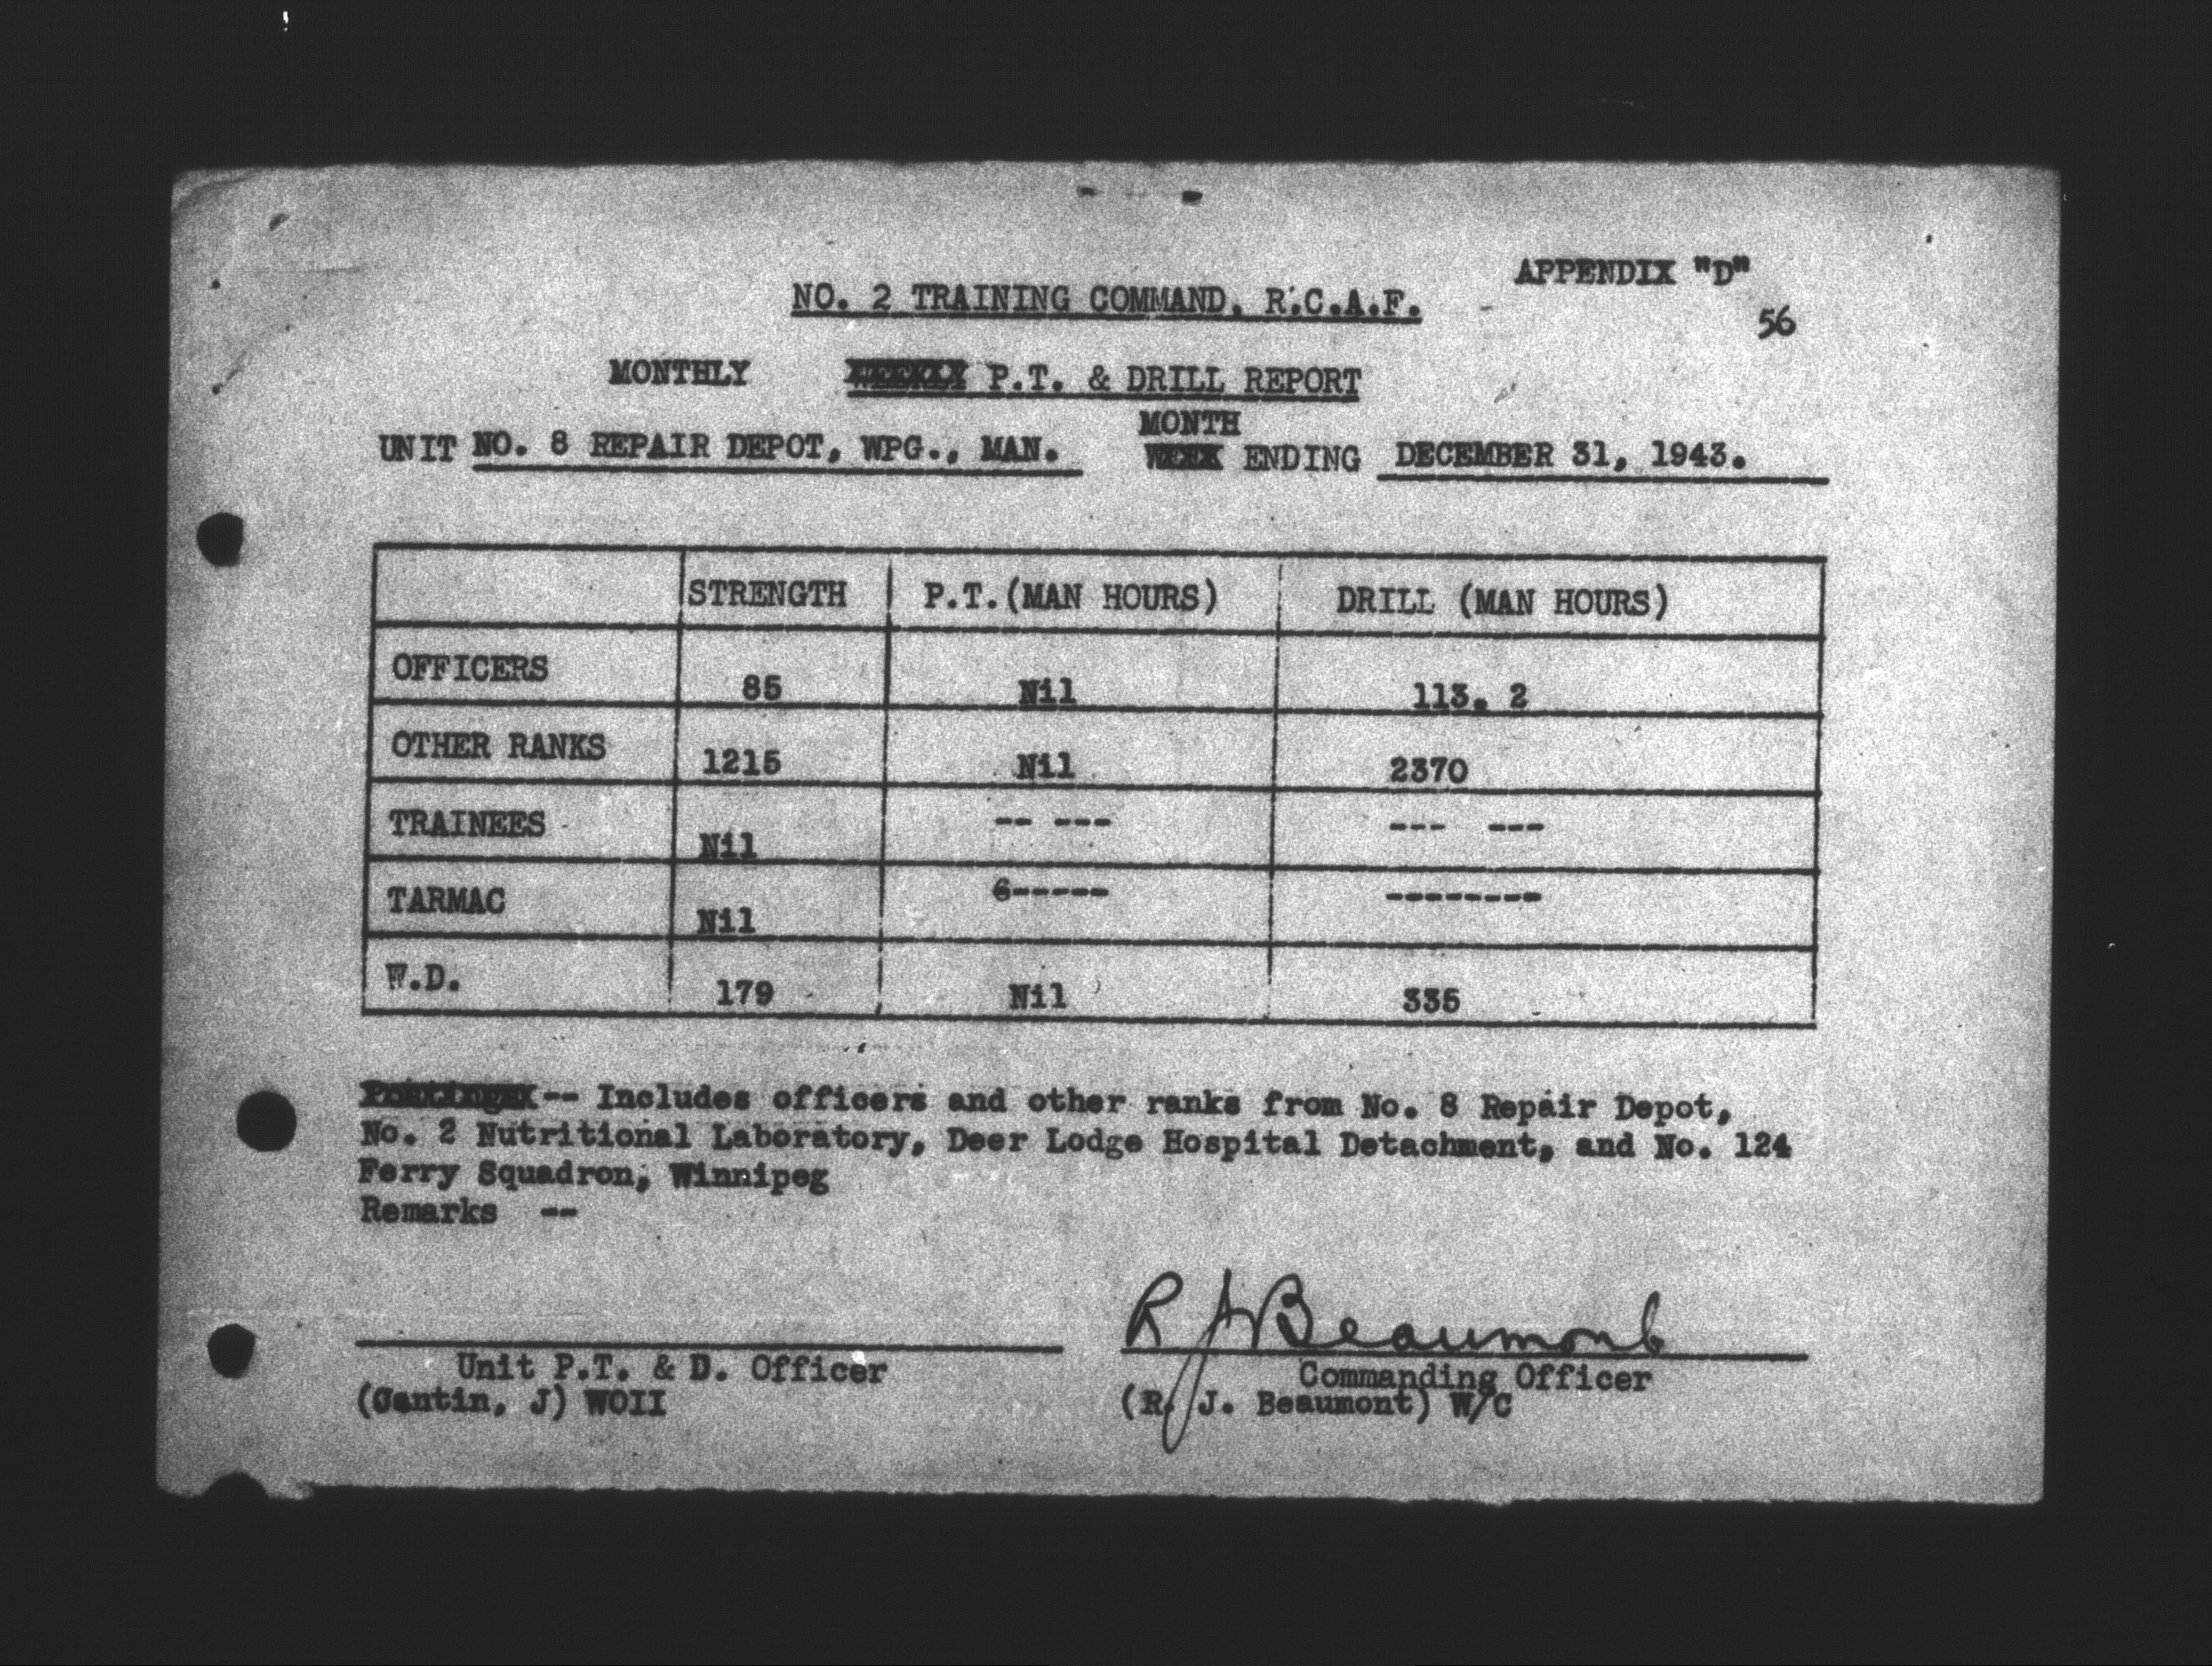 APPENDIX "D"
NO. 2 TRAINING COMMAND, R.C.A.F.
56
MONTHLY WEEKLY P.T. & DRILL REPORT
MONTH
UNIT NO. 8 REPAIR DEPOT, WPG., MAN. WEEK ENDING DECEMBER 31, 1943.
STRENGTH P.T.(MAN HOURS) DRILL (MAN HOURS)
OFFICERS 85 Nil 113. 2
OTHER RANKS 1215 Nil 2370
TRAINEES Nil -- --- --- ---
TARMAC Nil 6----- --------
W.D. 179 Nil 335
-- Includes officers and other ranks from No. 8 Repair Depot,
No. 2 Nutritional Laboratory, Deer Lodge Hospital Detachment, and No. 124
Ferry Squadron, Winnipeg
Remarks --
R J Beaumont
Unit P.T. & D. Officer Commanding Officer
(Gantin, J) WOII (R. J. Beaumont) W/C